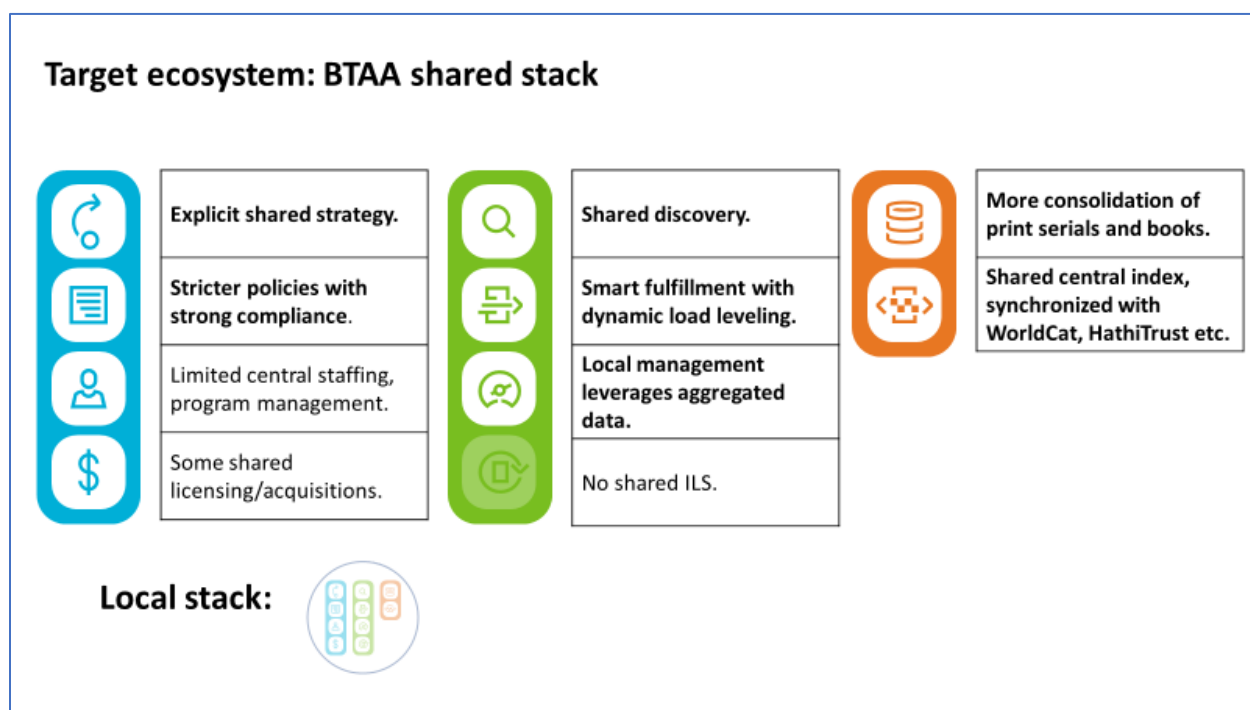 Target ecosystem: BTAA shared stack
Explicit shared strategy.
Stricter policies with
strong compliance.
Limited central staffing,
program management.
$
Some shared
licensing/acquisitions.
Shared discovery.
Smart fulfillment with
dynamic load leveling.
Local management
leverages aggregated
data.
No shared ILS.
More consolidation of
print serials and books.
Shared central index,
synchronized with
WorldCat, HathiTrust etc.
Local stack: